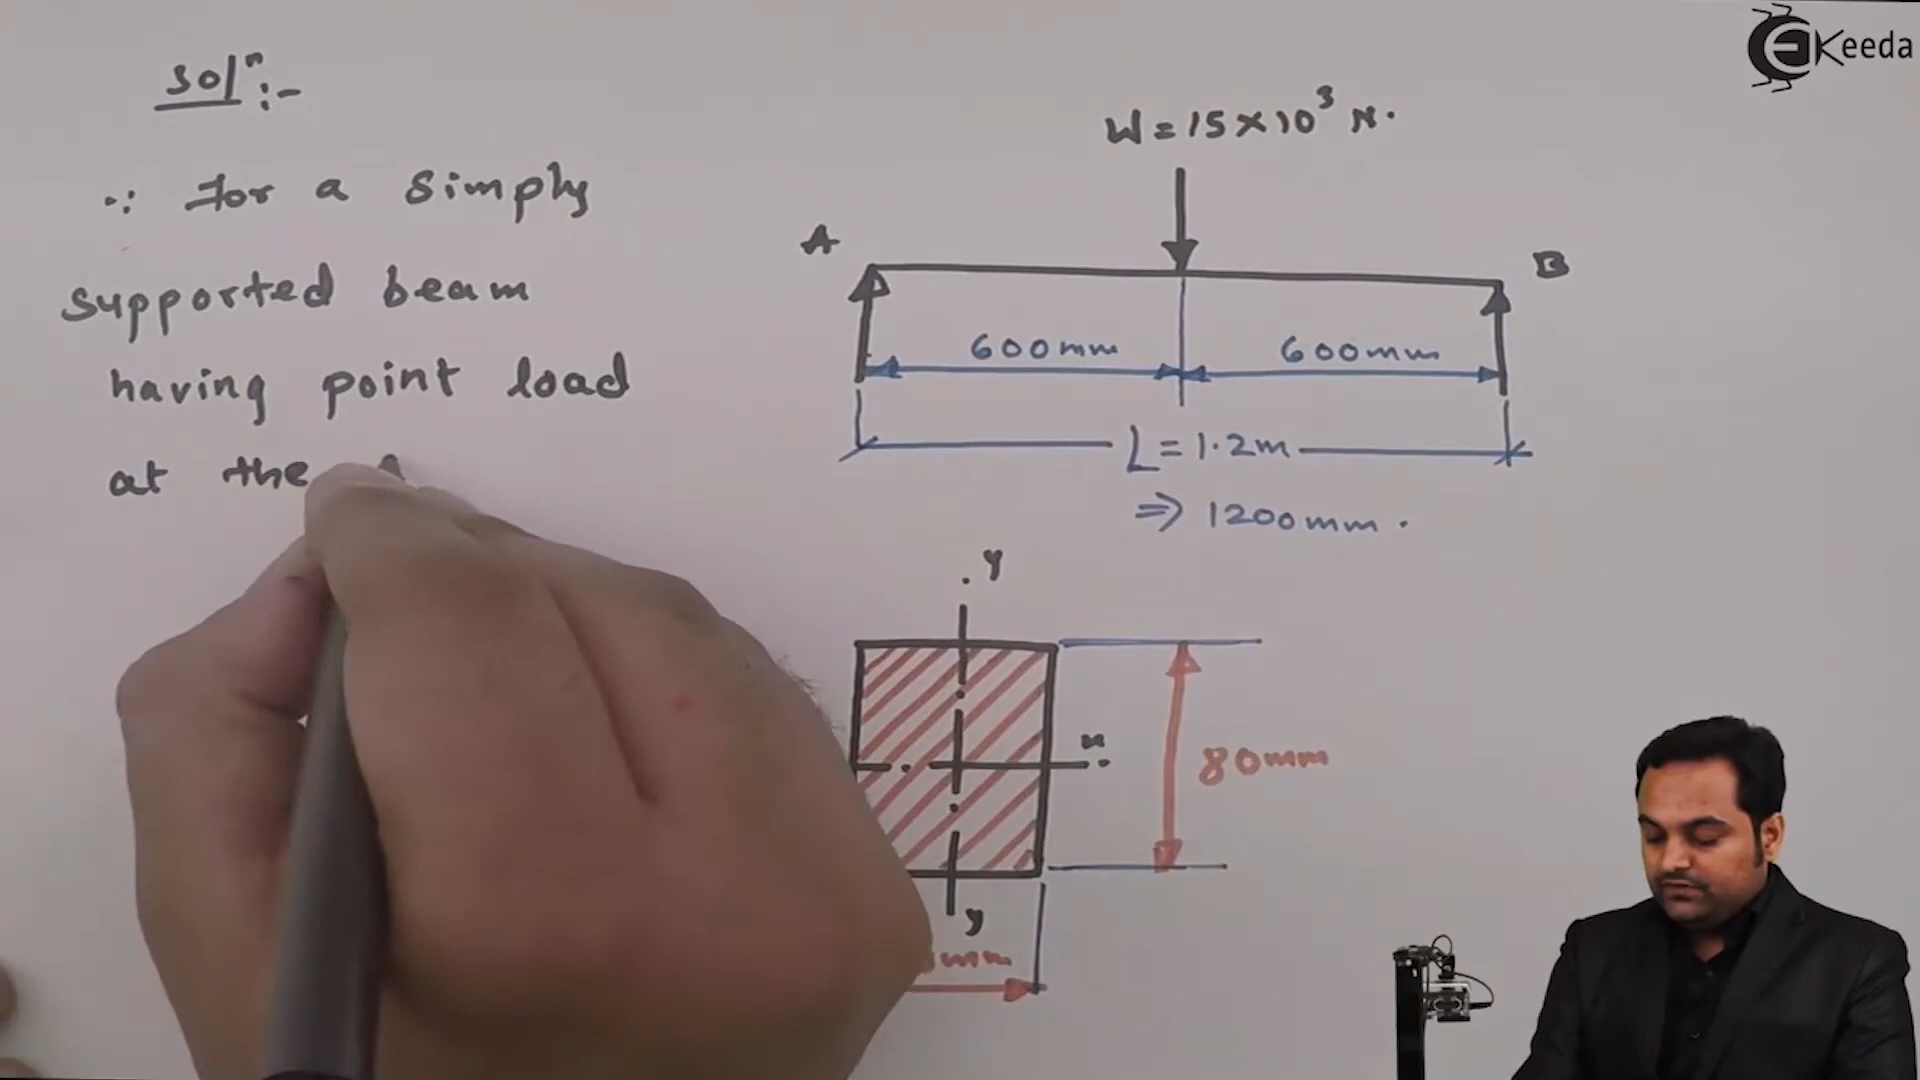 Solⁿ:-
∵ For a simply
supported beam
having point load
at the
W = 15×10³ N.
A
B
600mm
600mm
L = 1.2m
⇒ 1200mm.
y
x
80mm
y
mm
Ekeeda